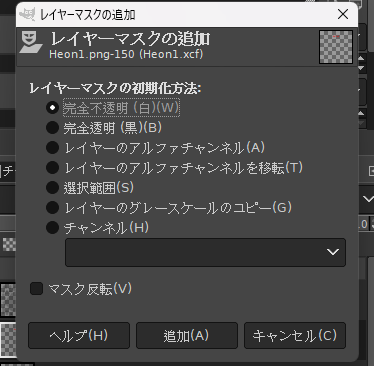 レイヤーマスクの追加
レイヤーマスクの追加
Heon1.png-150 (Heon1.xcf)
レイヤーマスクの初期化方法:
完全不透明 (白)(W)
完全透明 (黒)(B)
レイヤーのアルファチャンネル(A)
レイヤーのアルファチャンネルを移転(T)
選択範囲(S)
レイヤーのグレースケールのコピー(G)
チャンネル(H)
マスク反転(V)
ヘルプ(H)
追加(A)
キャンセル(C)